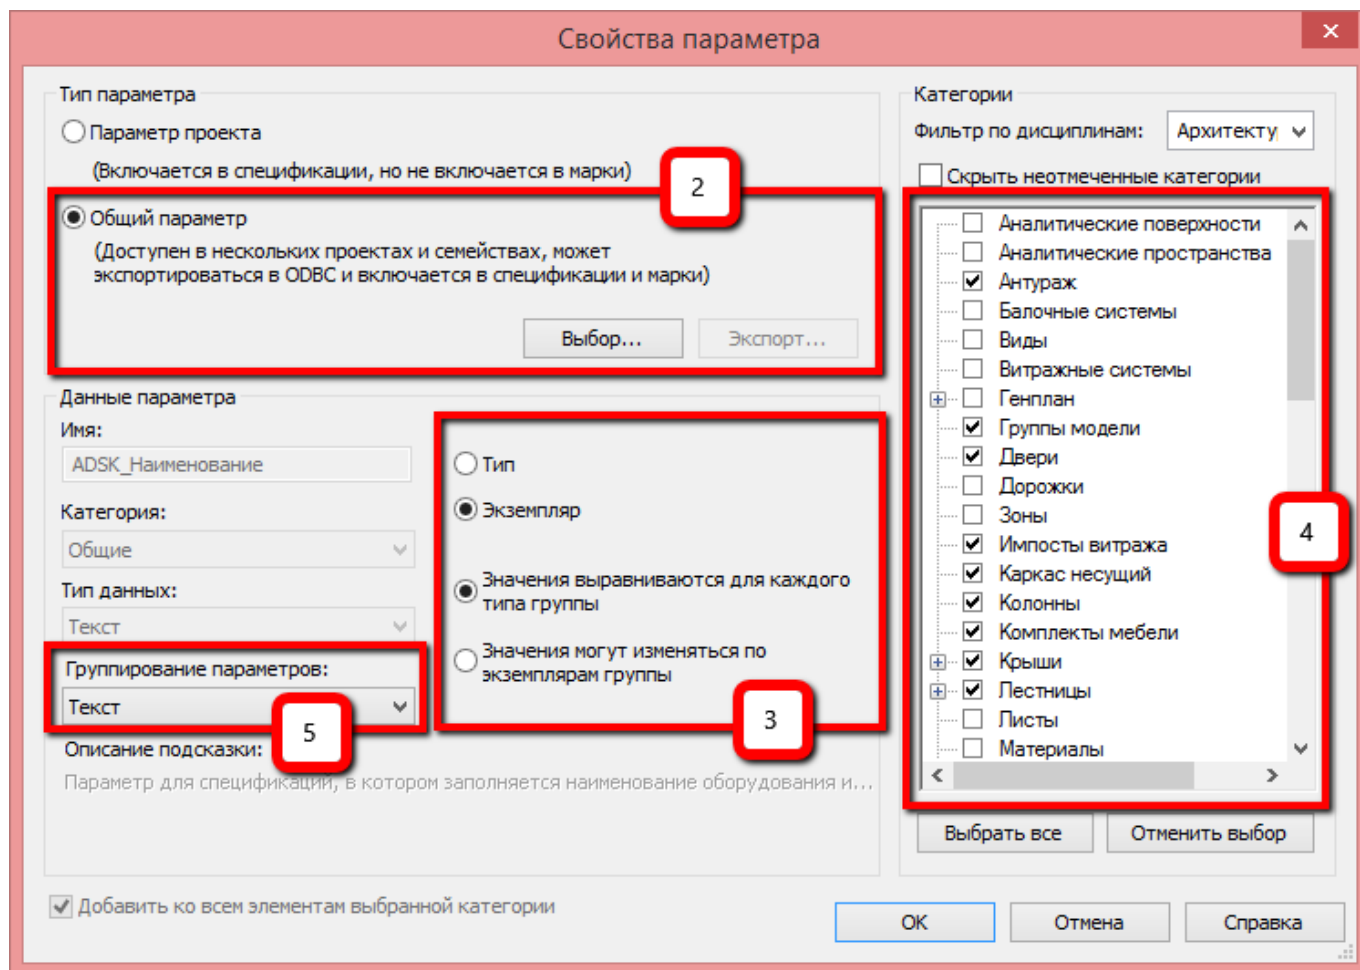 Свойства параметра
×
Тип параметра
Параметр проекта
(Включается в спецификации, но не включается в марки)
2
Общий параметр
(Доступен в нескольких проектах и семействах, может
экспортироваться в ODBC и включается в спецификации и марки)
Выбор...
Экспорт...
Данные параметра
Имя:
ADSK_Наименование
Категория:
Общие
Тип данных:
Текст
Группирование параметров:
Текст
5
Описание подсказки:
Параметр для спецификаций, в котором заполняется наименование оборудования и...
Тип
Экземпляр
Значения выравниваются для каждого
типа группы
Значения могут изменяться по
экземплярам группы
3
Категории
Фильтр по дисциплинам:
Архитекту
Скрыть неотмеченные категории
Аналитические поверхности
Аналитические пространства
Антураж
Балочные системы
Виды
Витражные системы
Генплан
Группы модели
Двери
Дорожки
Зоны
Импосты витража
Каркас несущий
Колонны
Комплекты мебели
Крыши
Лестницы
Листы
Материалы
4
Выбрать все
Отменить выбор
Добавить ко всем элементам выбранной категории
OK
Отмена
Справка